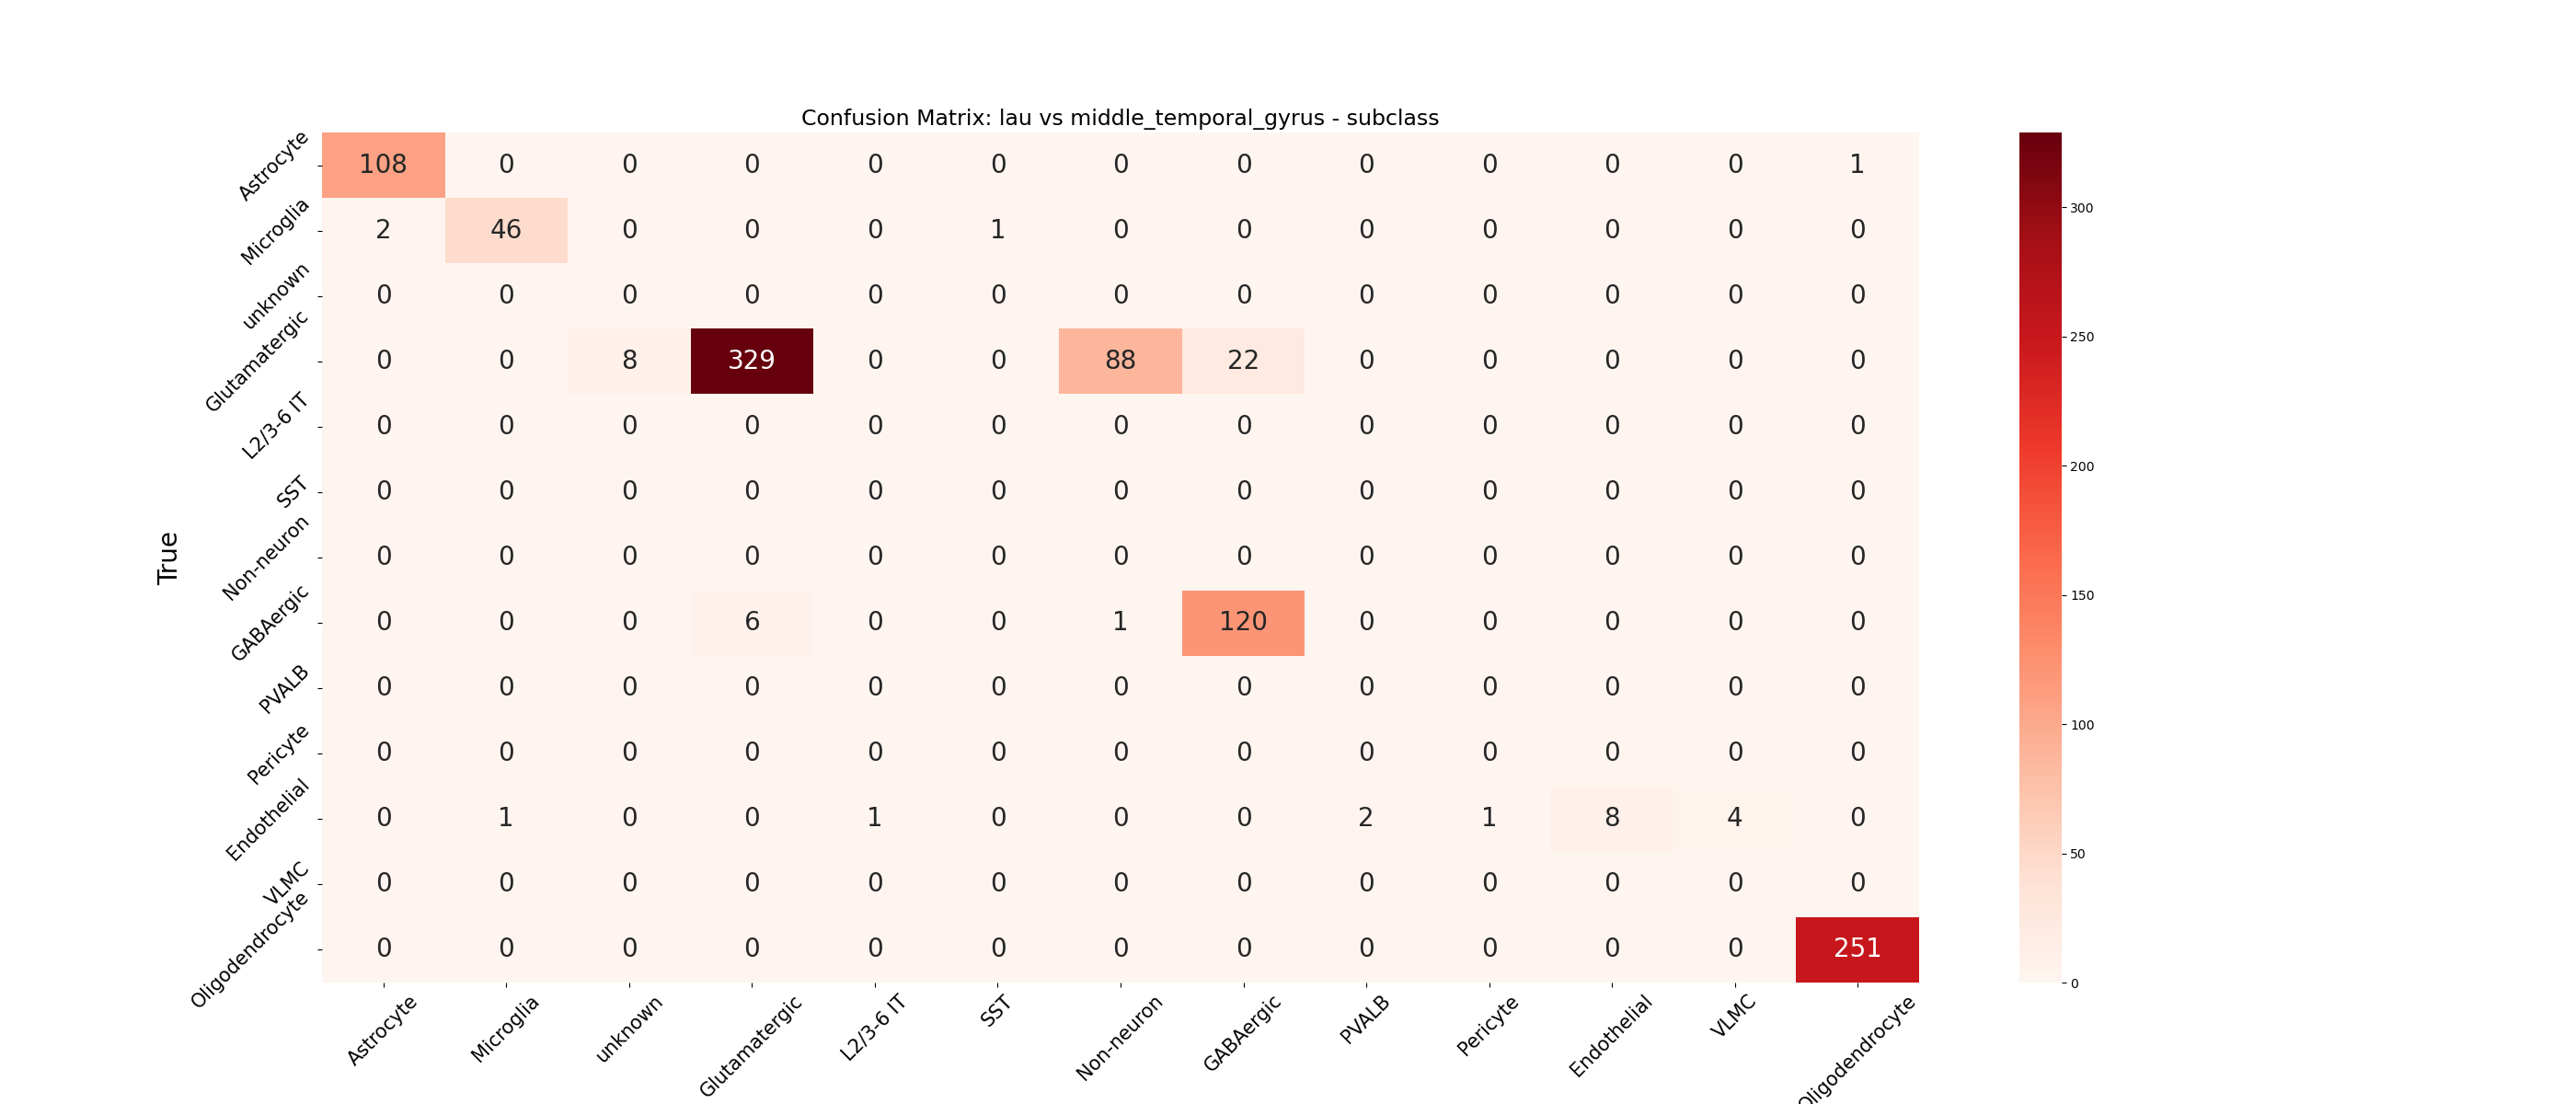 Confusion Matrix: lau vs middle_temporal_gyrus - subclass
True
Astrocyte 108 0 0 0 0 0 0 0 0 0 0 0 1
Microglia 2 46 0 0 0 1 0 0 0 0 0 0 0
unknown 0 0 0 0 0 0 0 0 0 0 0 0 0
Glutamatergic 0 0 8 329 0 0 88 22 0 0 0 0 0
L2/3-6 IT 0 0 0 0 0 0 0 0 0 0 0 0 0
SST 0 0 0 0 0 0 0 0 0 0 0 0 0
Non-neuron 0 0 0 0 0 0 0 0 0 0 0 0 0
GABAergic 0 0 0 6 0 0 1 120 0 0 0 0 0
PVALB 0 0 0 0 0 0 0 0 0 0 0 0 0
Pericyte 0 0 0 0 0 0 0 0 0 0 0 0 0
Endothelial 0 1 0 0 1 0 0 0 2 1 8 4 0
VLMC 0 0 0 0 0 0 0 0 0 0 0 0 0
Oligodendrocyte 0 0 0 0 0 0 0 0 0 0 0 0 251
Astrocyte Microglia unknown Glutamatergic L2/3-6 IT SST Non-neuron GABAergic PVALB Pericyte Endothelial VLMC Oligodendrocyte
300
250
200
150
100
50
0